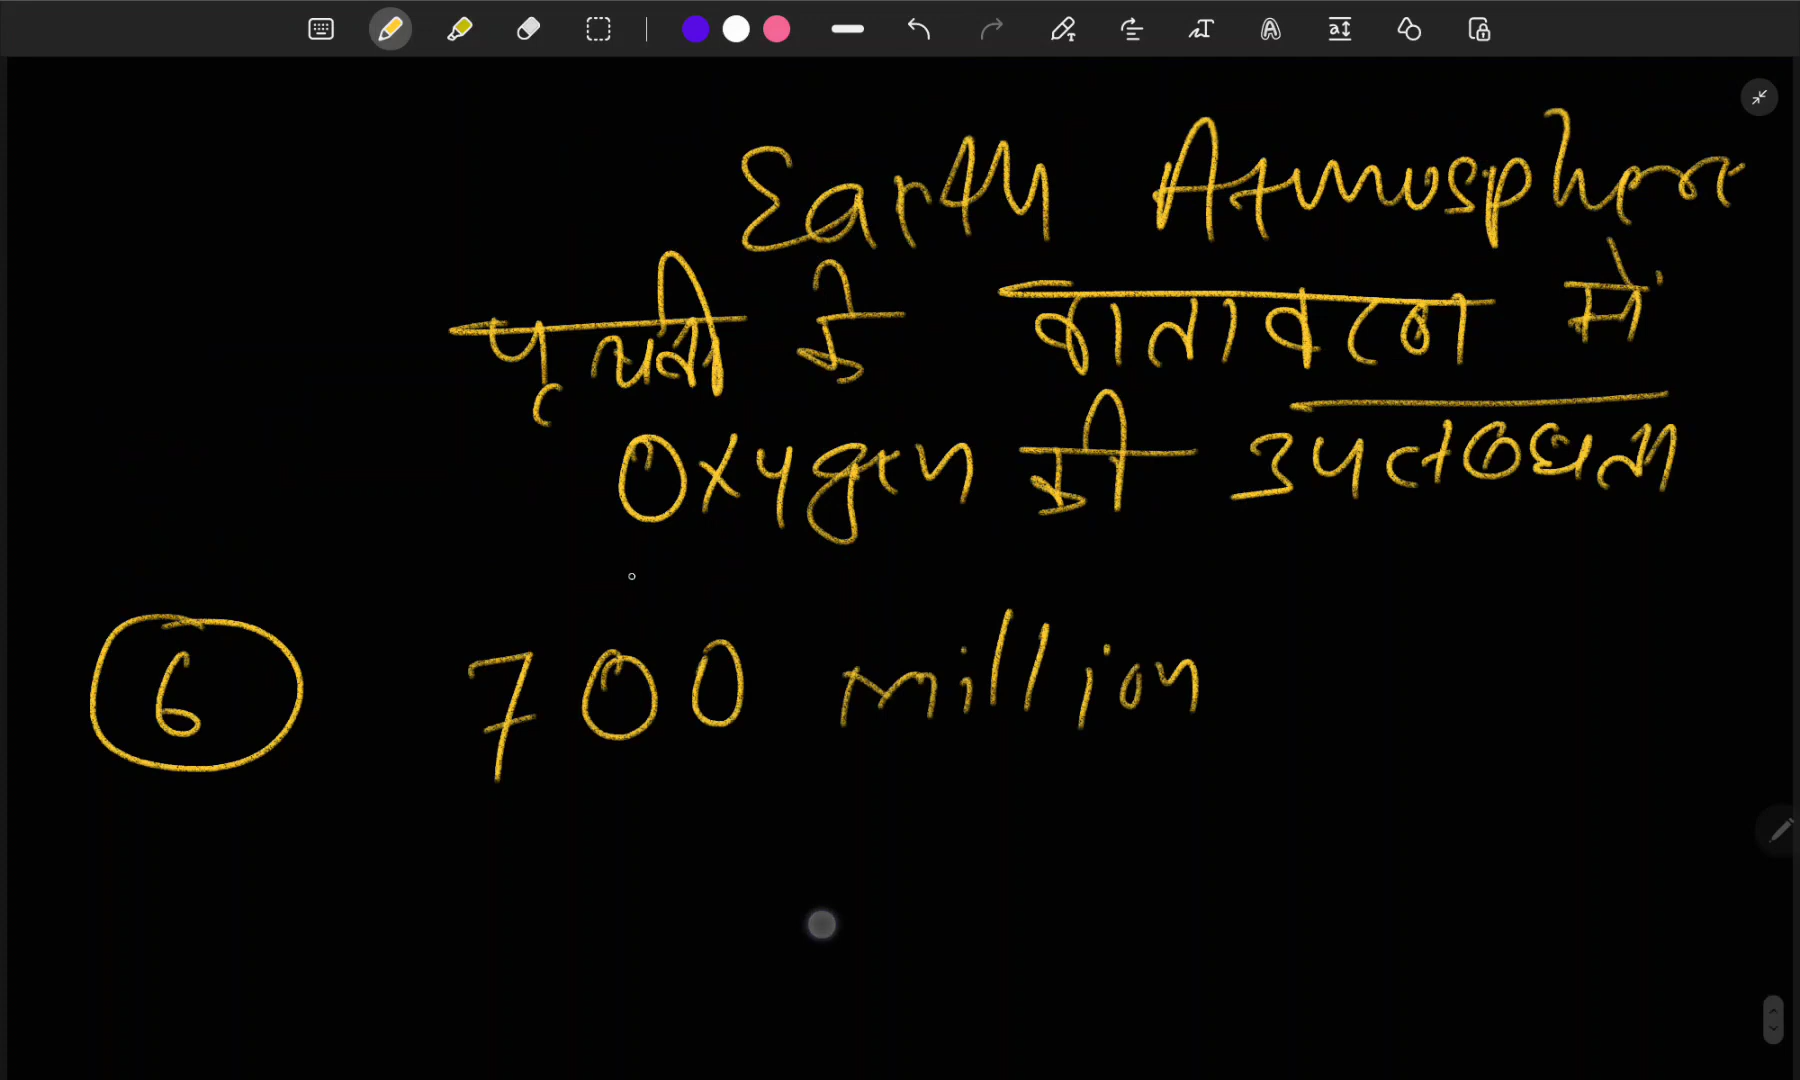 Earth Atmosphere
पृथ्वी के वातावरण में
Oxygen की उपलब्धता
6 700 million